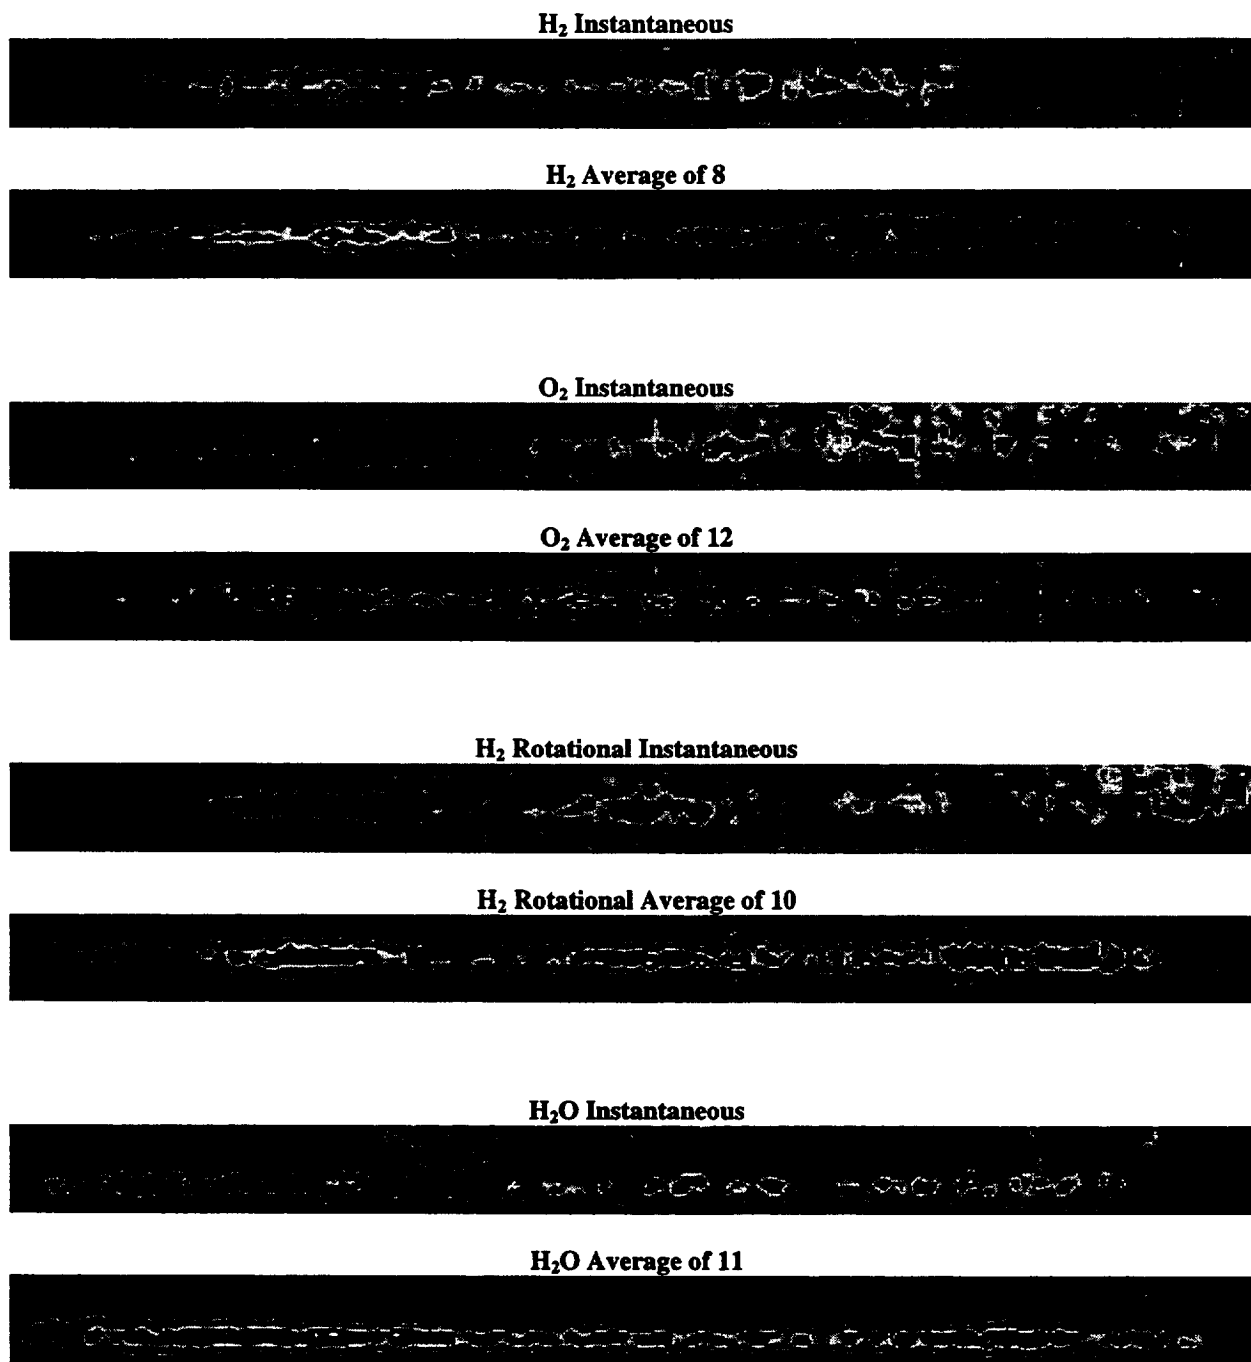 H₂ Instantaneous
H₂ Average of 8
O₂ Instantaneous
O₂ Average of 12
H₂ Rotational Instantaneous
H₂ Rotational Average of 10
H₂O Instantaneous
H₂O Average of 11